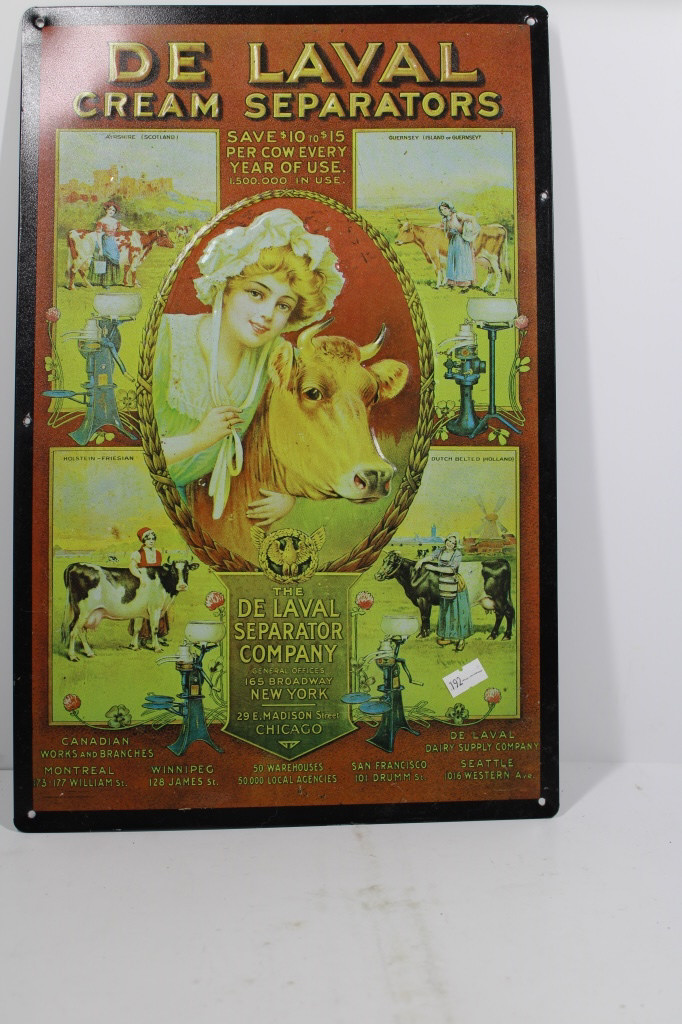 DE LAVAL
CREAM SEPARATORS
AYRSHIRE (SCOTLAND)
SAVE $10 TO $15
PER COW EVERY
YEAR OF USE.
1.500.000 IN USE.
GUERNSEY (ISLAND OF GUERNSEY)
HOLSTEIN-FRIESIAN
DUTCH BELTED (HOLLAND)
THE
DE LAVAL
SEPARATOR
COMPANY
GENERAL OFFICES
165 BROADWAY
NEW YORK
29 E. MADISON Street
CHICAGO
192
CANADIAN
WORKS AND BRANCHES
MONTREAL
173-177 WILLIAM St.
WINNIPEG
128 JAMES St.
50 WAREHOUSES
50.000 LOCAL AGENCIES
SAN FRANCISCO
101 DRUMM St.
DE LAVAL
DAIRY SUPPLY COMPANY
SEATTLE
1016 WESTERN Ave.